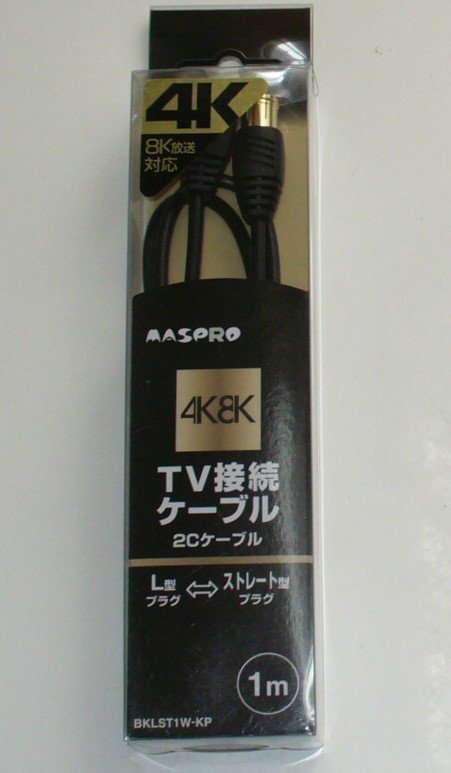 4K
8K放送
対応
MASPRO
4K8K
TV接続
ケーブル
2Cケーブル
L型 ⇔ ストレート型
プラグ プラグ
1m
BKLST1W-KP